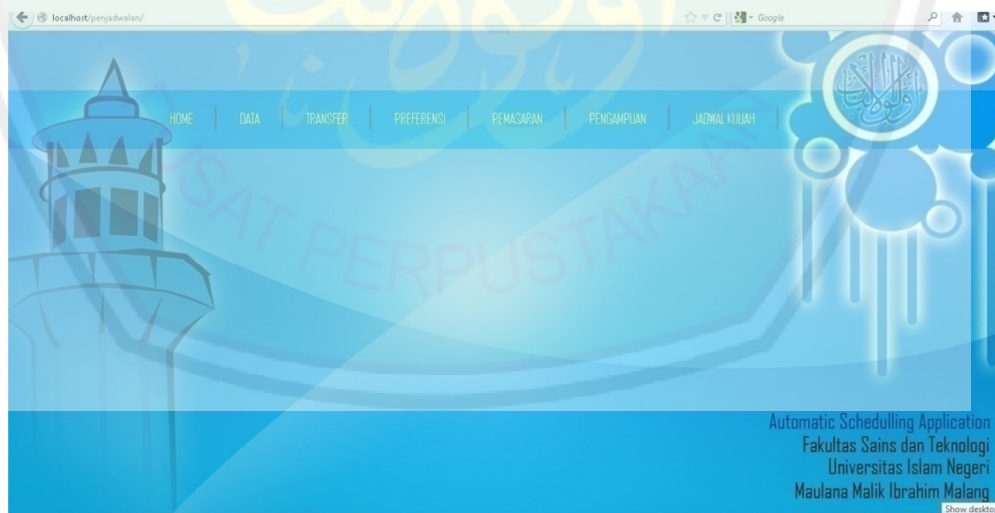 localhost/penjadwalan/
Google
HOME
DATA
TRANSFER
PREFERENSI
PEMASARAN
PENGAMPUAN
JADWAL KULIAH
PUSAT PERPUSTAKAAN
Automatic Schedulling Application
Fakultas Sains dan Teknologi
Universitas Islam Negeri
Maulana Malik Ibrahim Malang
Show deskto